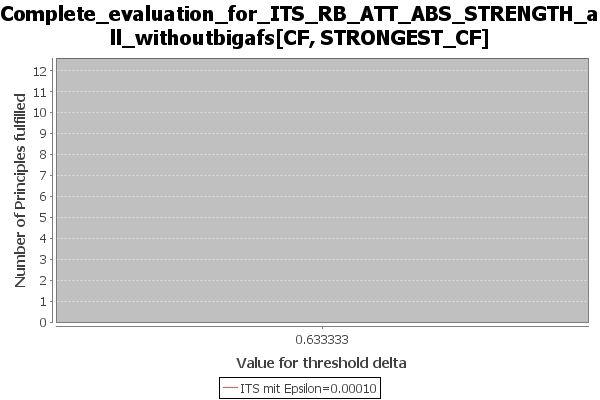 Complete_evaluation_for_ITS_RB_ATT_ABS_STRENGTH_a
ll_withoutbigafs[CF, STRONGEST_CF]
Number of Principles fulfilled
12
11
10
9
8
7
6
5
4
3
2
1
0
0.633333
Value for threshold delta
ITS mit Epsilon=0.00010